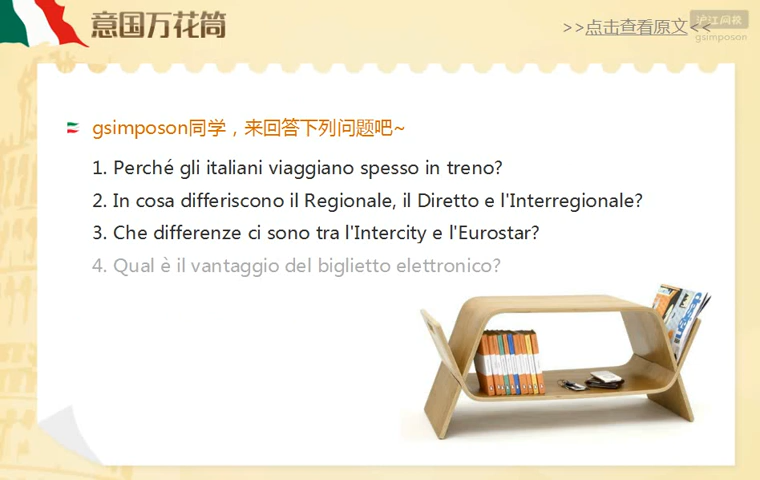 意国万花筒
>>点击查看原文<<
沪江网校
gsimposon
gsimposon同学，来回答下列问题吧~
1. Perché gli italiani viaggiano spesso in treno?
2. In cosa differiscono il Regionale, il Diretto e l'Interregionale?
3. Che differenze ci sono tra l'Intercity e l'Eurostar?
4. Qual è il vantaggio del biglietto elettronico?